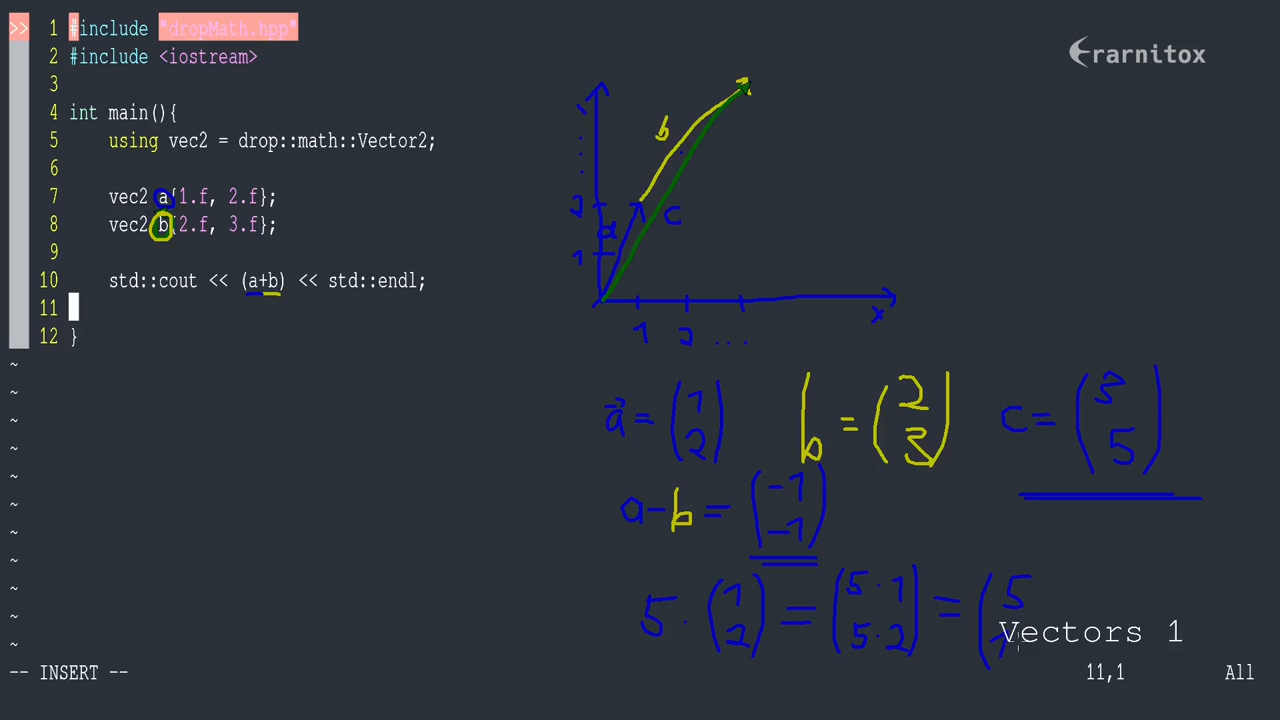 >> 1 #include "dropMath.hpp"
2 #include <iostream>
3
4 int main(){
5 using vec2 = drop::math::Vector2;
6
7 vec2 a{1.f, 2.f};
8 vec2 b{2.f, 3.f};
9
10 std::cout << (a+b) << std::endl;
11
12 }
~
~
~
~
~
~
~
~
~
~
~
-- INSERT --
rarnitox
b
2
a
c
1
x
1 2 ...
a = (1 2)
b = (2 3)
c = (3 5)
a-b = (-1 -1)
5 · (1 2) = (5·1 5·2) = (5
Vectors 1
11,1 All